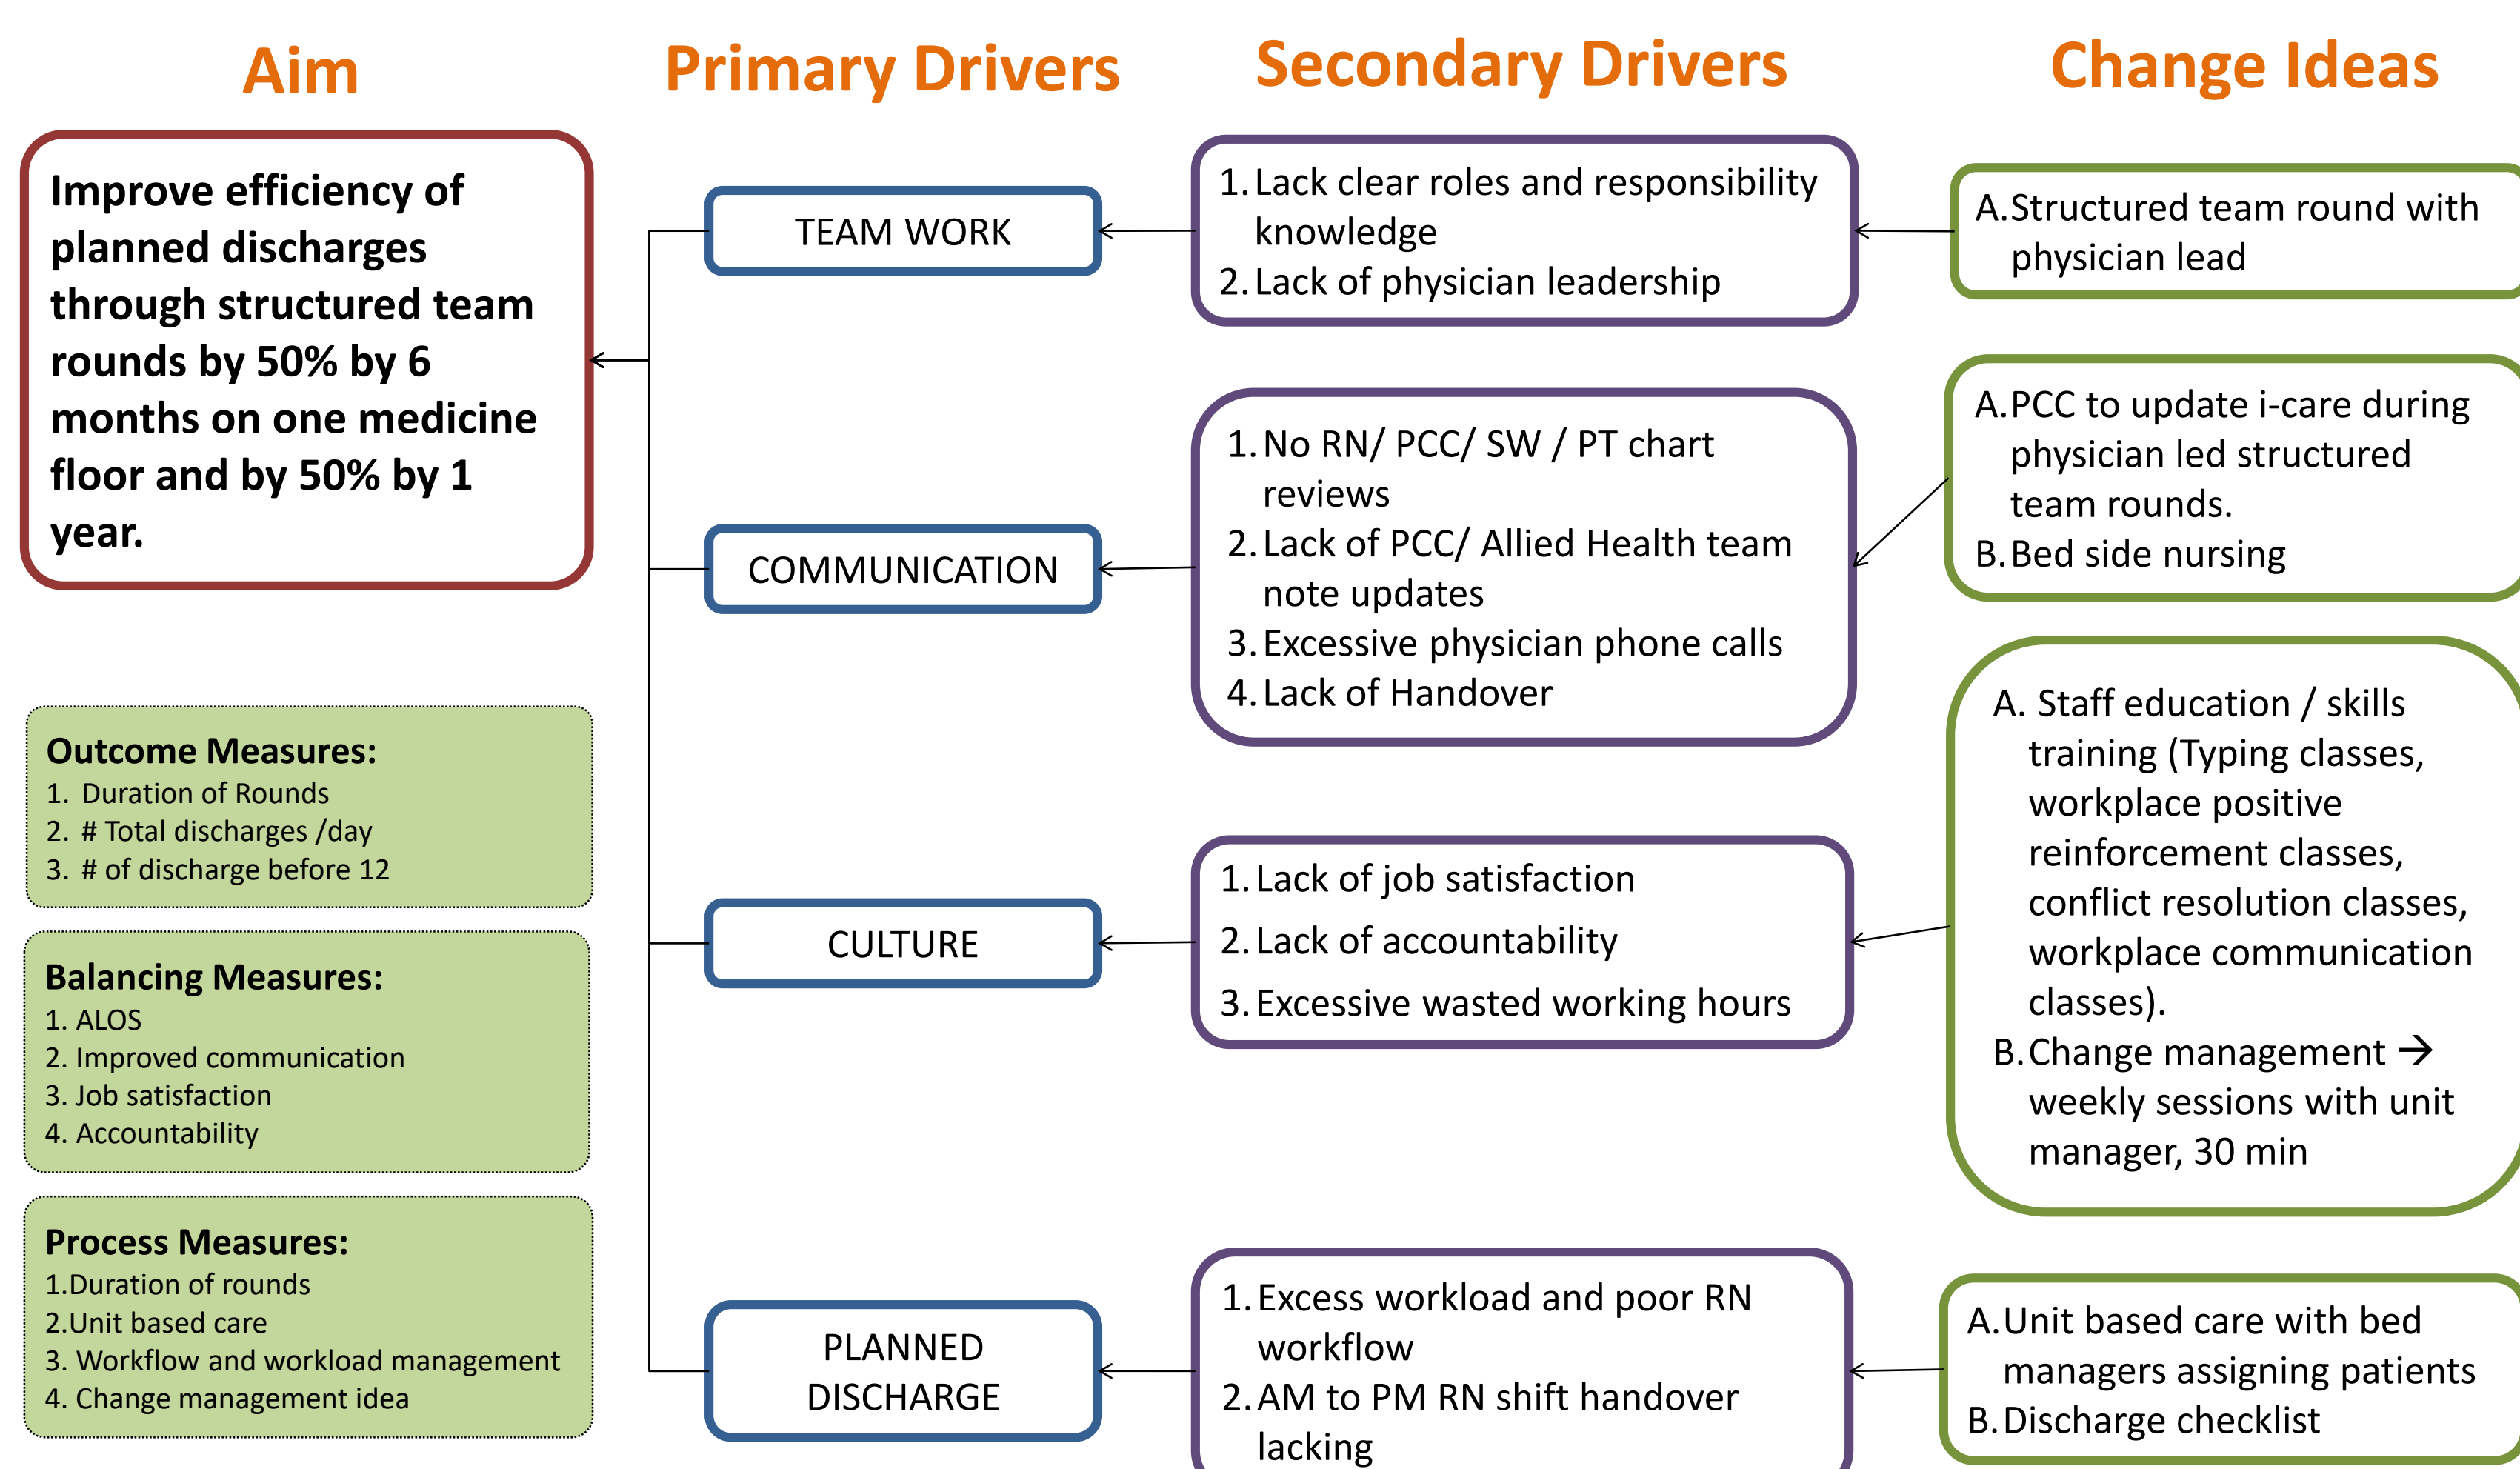 Aim
Improve efficiency of
planned discharges
through structured team
rounds by 50% by 6
months on one medicine
floor and by 50% by 1
year.
Outcome Measures:
1. Duration of Rounds
2. # Total discharges /day
3. # of discharge before 12
Balancing Measures:
1. ALOS
2. Improved communication
3. Job satisfaction
4. Accountability
Process Measures:
1.Duration of rounds
2.Unit based care
3. Workflow and workload management
4. Change management idea
Primary Drivers
TEAM WORK
COMMUNICATION
CULTURE
PLANNED
DISCHARGE
Secondary Drivers
1. Lack clear roles and responsibility
knowledge
2. Lack of physician leadership
1. No RN/ PCC/ SW / PT chart
reviews
2. Lack of PCC/ Allied Health team
note updates
3. Excessive physician phone calls
4. Lack of Handover
1. Lack of job satisfaction
2. Lack of accountability
3. Excessive wasted working hours
1. Excess workload and poor RN
workflow
2. AM to PM RN shift handover
lacking
Change Ideas
A. Structured team round with
physician lead
A. PCC to update i-care during
physician led structured
team rounds.
B. Bed side nursing
A. Staff education / skills
training (Typing classes,
workplace positive
reinforcement classes,
conflict resolution classes,
workplace communication
classes).
B. Change management →
weekly sessions with unit
manager, 30 min
A. Unit based care with bed
managers assigning patients
B. Discharge checklist